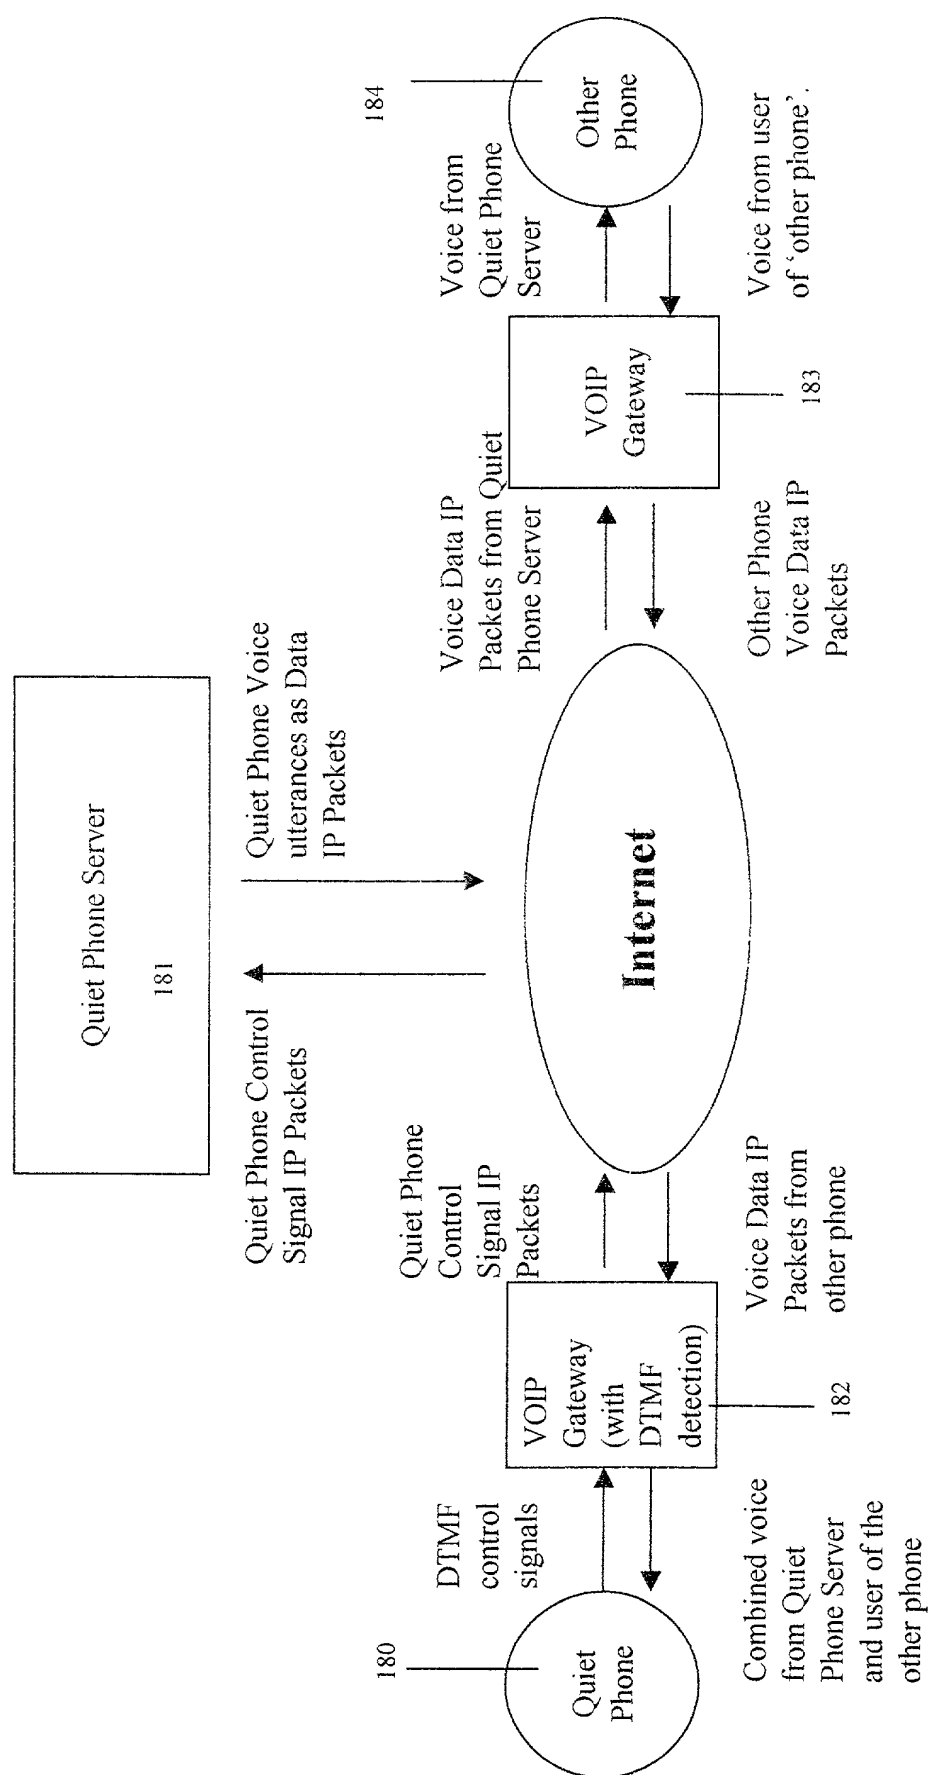 Quiet Phone Server
181
Quiet Phone Control
Signal IP Packets
Quiet Phone Voice
utterances as Data
IP Packets
180
Quiet
Phone
DTMF
control
signals
Combined voice
from Quiet
Phone Server
and user of the
other phone
VOIP
Gateway
(with
DTMF
detection)
182
Quiet Phone
Control
Signal IP
Packets
Voice Data IP
Packets from
other phone
Internet
Voice Data IP
Packets from Quiet
Phone Server
Other Phone
Voice Data IP
Packets
VOIP
Gateway
183
Voice from
Quiet Phone
Server
Voice from user
of ‘other phone’.
184
Other
Phone